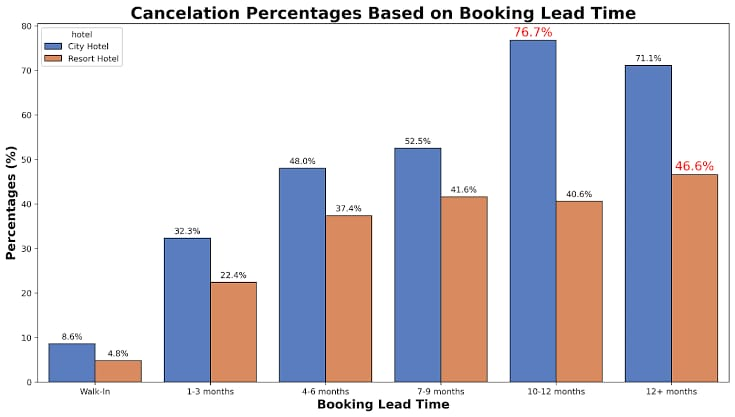 Cancelation Percentages Based on Booking Lead Time
hotel
City Hotel
Resort Hotel
Percentages (%)
80
70
60
50
40
30
20
10
0
8.6%
4.8%
32.3%
22.4%
48.0%
37.4%
52.5%
41.6%
76.7%
40.6%
71.1%
46.6%
Walk-In
1-3 months
4-6 months
7-9 months
10-12 months
12+ months
Booking Lead Time